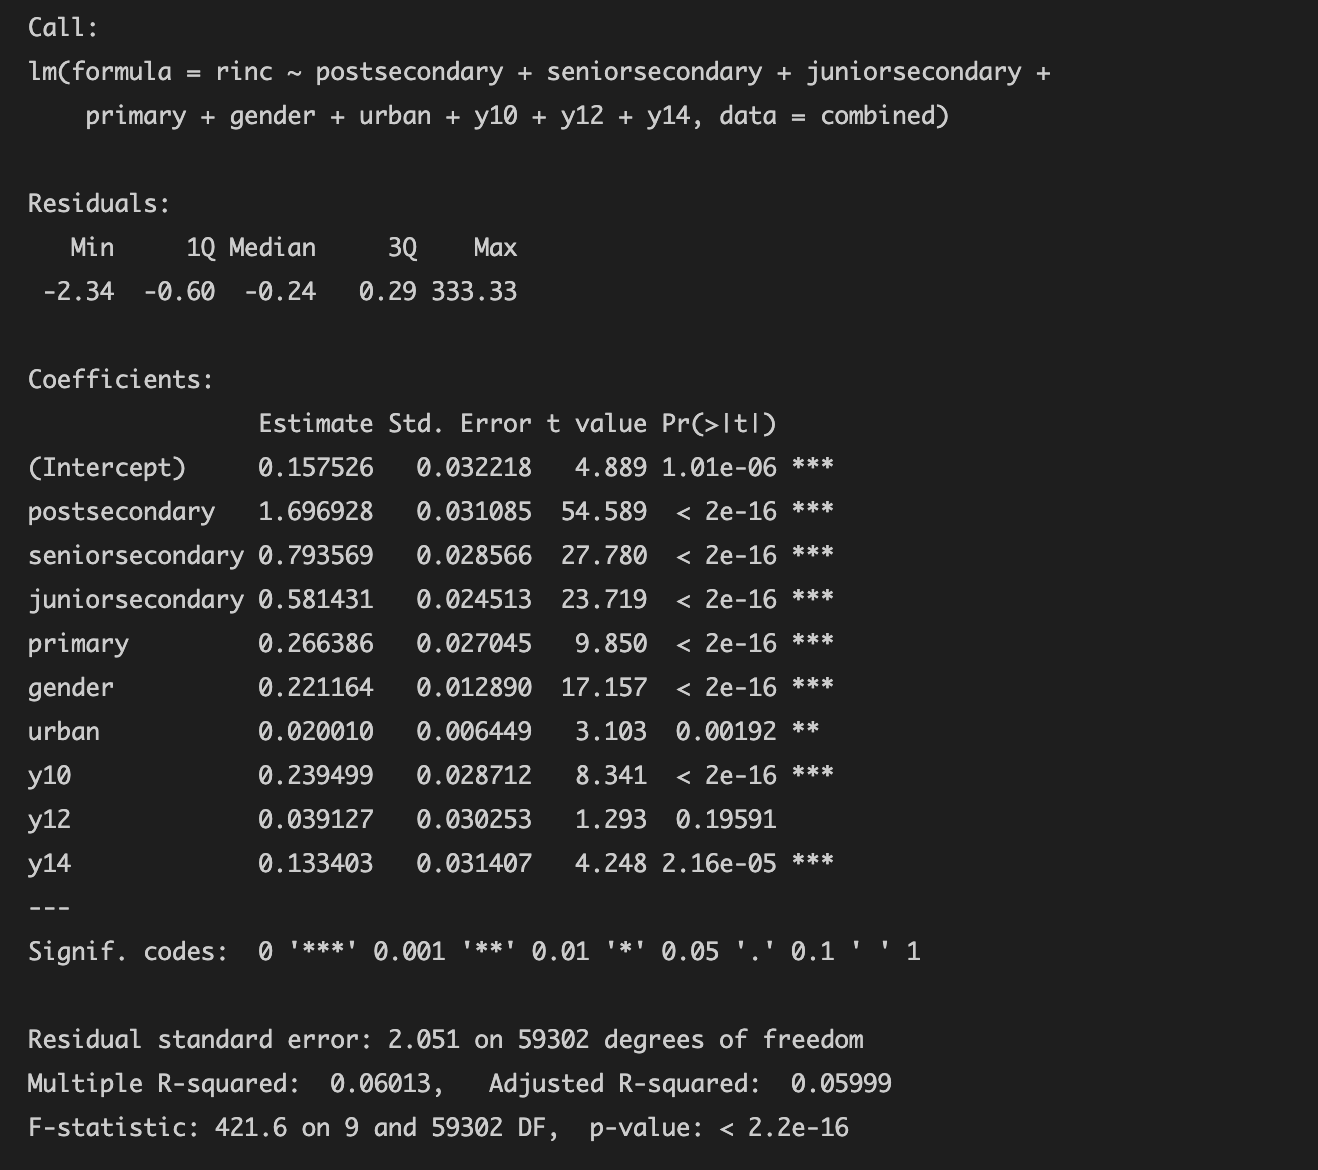 Call:
lm(formula = rinc ~ postsecondary + seniorsecondary + juniorsecondary +
    primary + gender + urban + y10 + y12 + y14, data = combined)

Residuals:
   Min     1Q Median     3Q    Max
 -2.34  -0.60  -0.24   0.29 333.33

Coefficients:
                Estimate Std. Error t value Pr(>|t|)
(Intercept)     0.157526   0.032218   4.889 1.01e-06 ***
postsecondary   1.696928   0.031085  54.589  < 2e-16 ***
seniorsecondary 0.793569   0.028566  27.780  < 2e-16 ***
juniorsecondary 0.581431   0.024513  23.719  < 2e-16 ***
primary         0.266386   0.027045   9.850  < 2e-16 ***
gender          0.221164   0.012890  17.157  < 2e-16 ***
urban           0.020010   0.006449   3.103  0.00192 **
y10             0.239499   0.028712   8.341  < 2e-16 ***
y12             0.039127   0.030253   1.293  0.19591
y14             0.133403   0.031407   4.248 2.16e-05 ***
---
Signif. codes:  0 '***' 0.001 '**' 0.01 '*' 0.05 '.' 0.1 ' ' 1

Residual standard error: 2.051 on 59302 degrees of freedom
Multiple R-squared:  0.06013,   Adjusted R-squared:  0.05999
F-statistic: 421.6 on 9 and 59302 DF,  p-value: < 2.2e-16